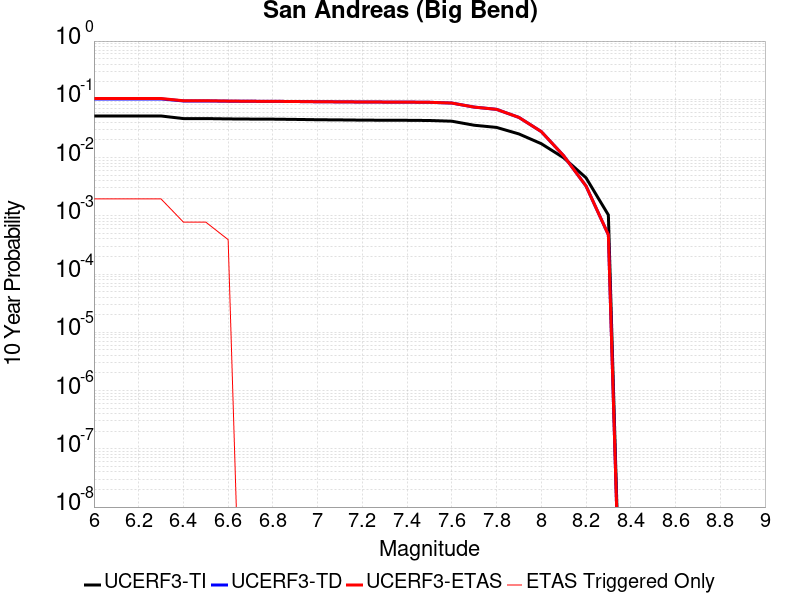 San Andreas (Big Bend)
10 0
10 -1
10 -2
10 -3
10 -4
10 -5
10 -6
10 -7
10 -8
10 Year Probability
6 6.2 6.4 6.6 6.8 7 7.2 7.4 7.6 7.8 8 8.2 8.4 8.6 8.8 9
Magnitude
UCERF3-TI UCERF3-TD UCERF3-ETAS ETAS Triggered Only